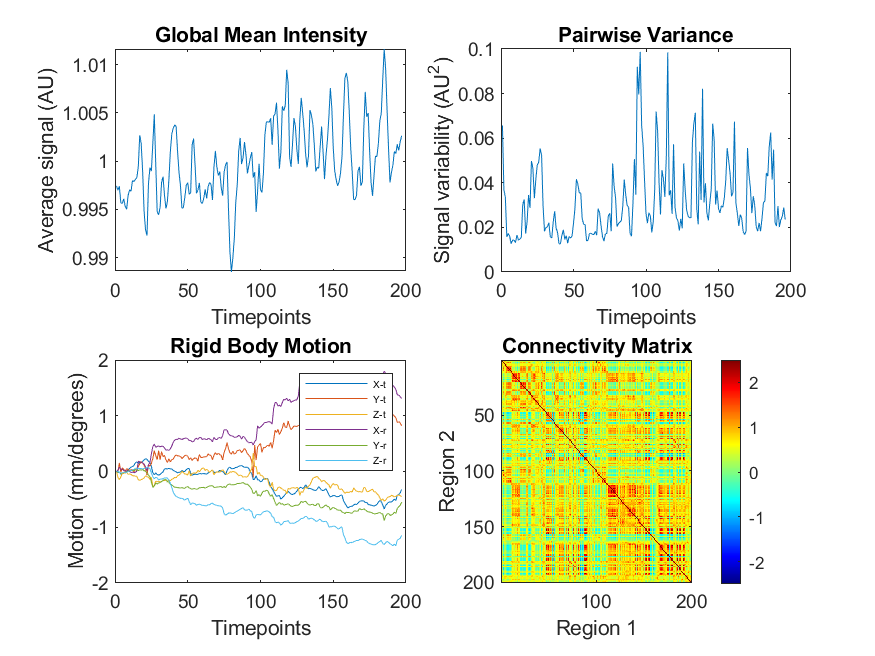 Global Mean Intensity
Average signal (AU)
1.01
1.005
1
0.995
0.99
0 50 100 150 200
Timepoints
Pairwise Variance
Signal variability (AU²)
0.1
0.08
0.06
0.04
0.02
0
0 50 100 150 200
Timepoints
Rigid Body Motion
Motion (mm/degrees)
2
1
0
-1
-2
0 50 100 150 200
Timepoints
X-t
Y-t
Z-t
X-r
Y-r
Z-r
Connectivity Matrix
Region 2
50
100
150
200
100 200
Region 1
2
1
0
-1
-2